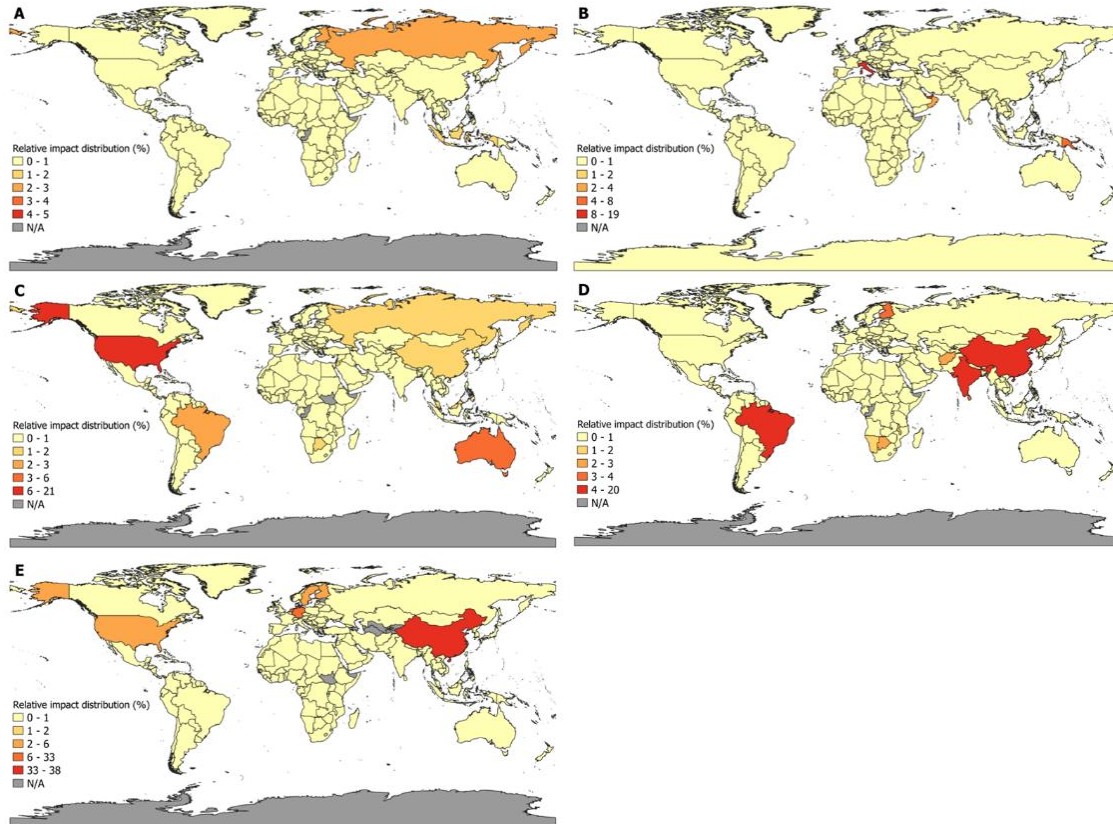 A
Relative impact distribution (%)
0 - 1
1 - 2
2 - 3
3 - 4
4 - 5
N/A
B
Relative impact distribution (%)
0 - 1
1 - 2
2 - 4
4 - 8
8 - 19
N/A
C
Relative impact distribution (%)
0 - 1
1 - 2
2 - 3
3 - 6
6 - 21
N/A
D
Relative impact distribution (%)
0 - 1
1 - 2
2 - 3
3 - 4
4 - 20
N/A
E
Relative impact distribution (%)
0 - 1
1 - 2
2 - 6
6 - 33
33 - 38
N/A